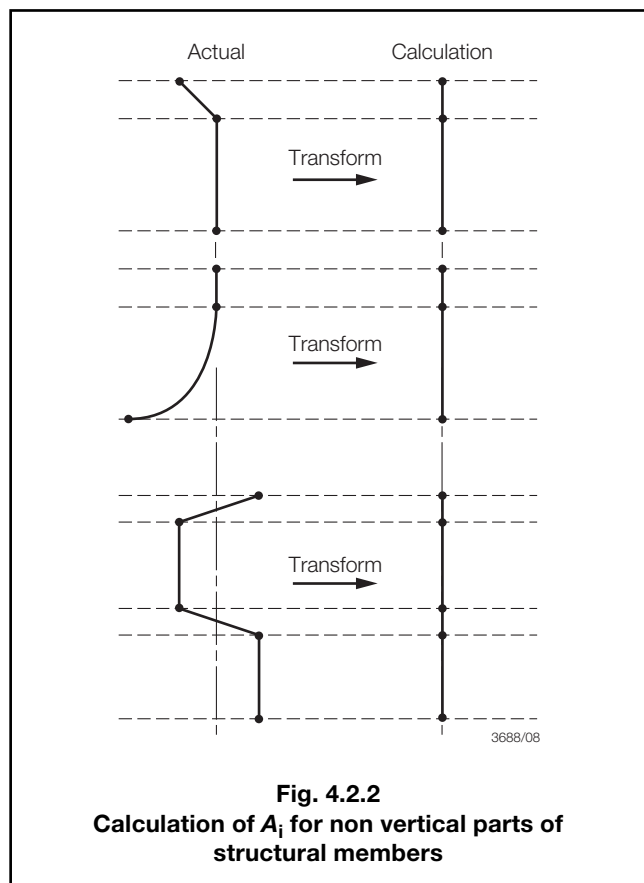 Actual Calculation
Transform
Transform
Transform
3688/08
Fig. 4.2.2
Calculation of Ai for non vertical parts of
structural members